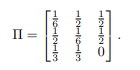 Π = [ 1/6 1/2 1/2
1/2 1/6 1/2
1/3 1/3 0 ] .